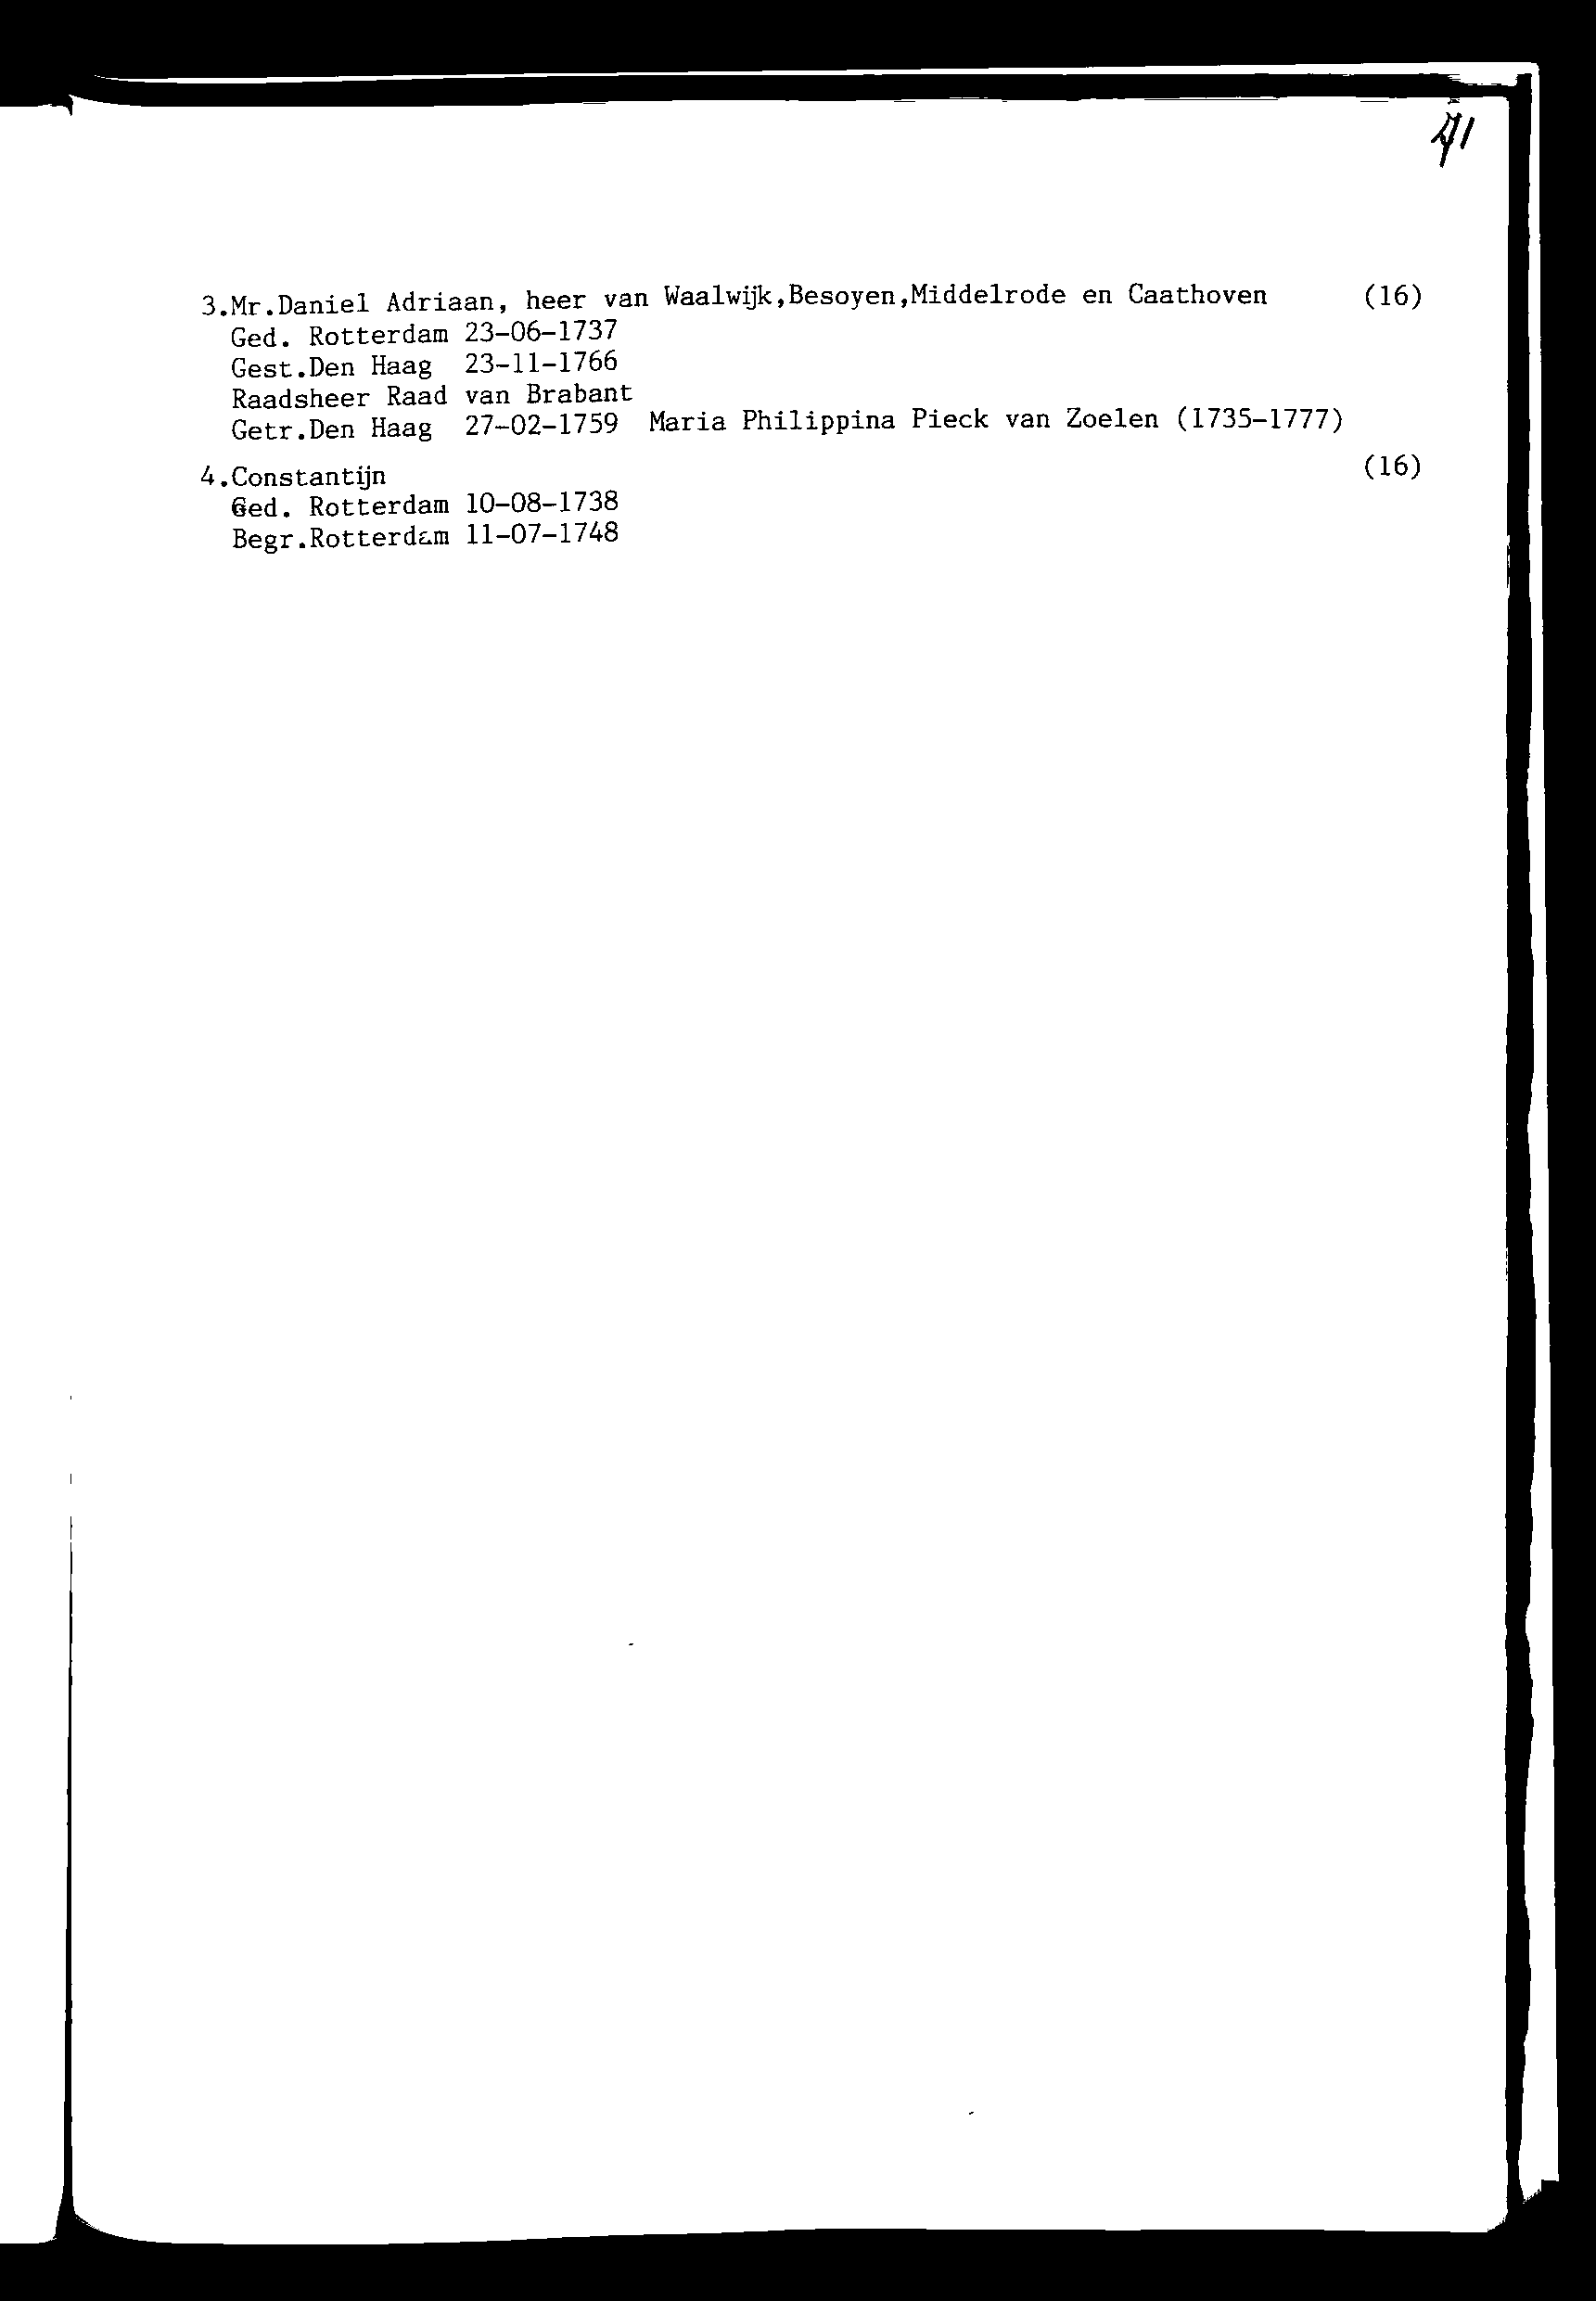 3.Mr.Daniel Adriaan, heer van Waalwijk,Besoyen,Middelrode en Caathoven (16)
Ged. Rotterdam 23-06-1737
Gest.Den Haag 23-11-1766
Raadsheer Raad van Brabant
Getr.Den Haag 27-02-1759 Maria Philippina Pieck van Zoelen (1735-1777)
4.Constantijn (16)
Ged. Rotterdam 10-08-1738
Begr.Rotterdam 11-07-1748